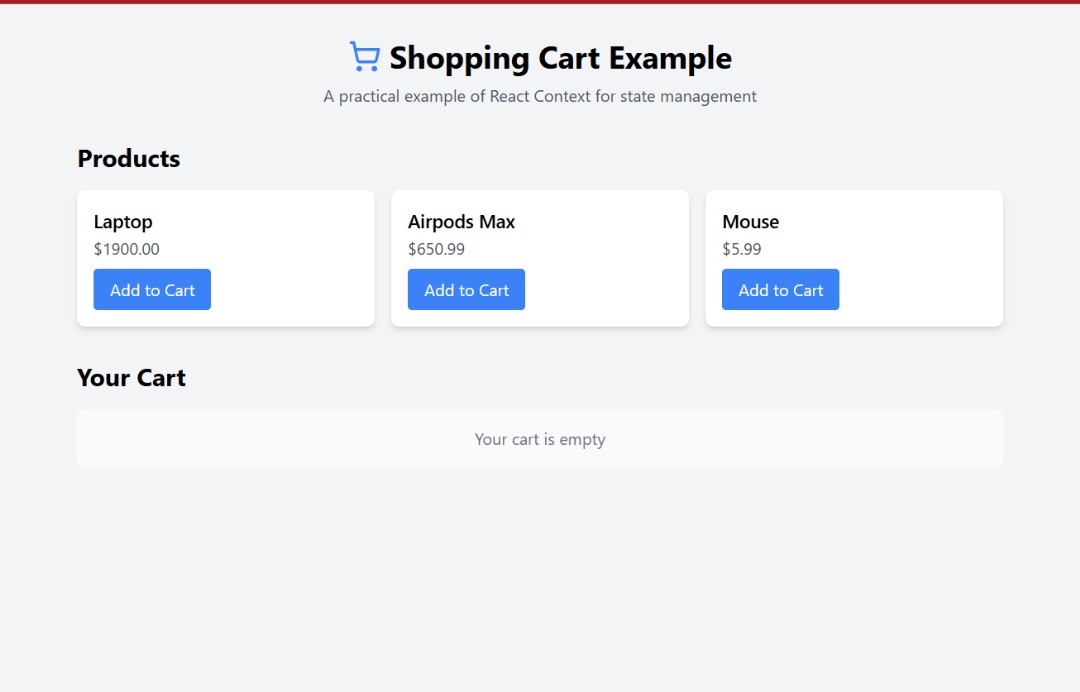 Shopping Cart Example
A practical example of React Context for state management
Products
Laptop
$1900.00
Add to Cart
Airpods Max
$650.99
Add to Cart
Mouse
$5.99
Add to Cart
Your Cart
Your cart is empty